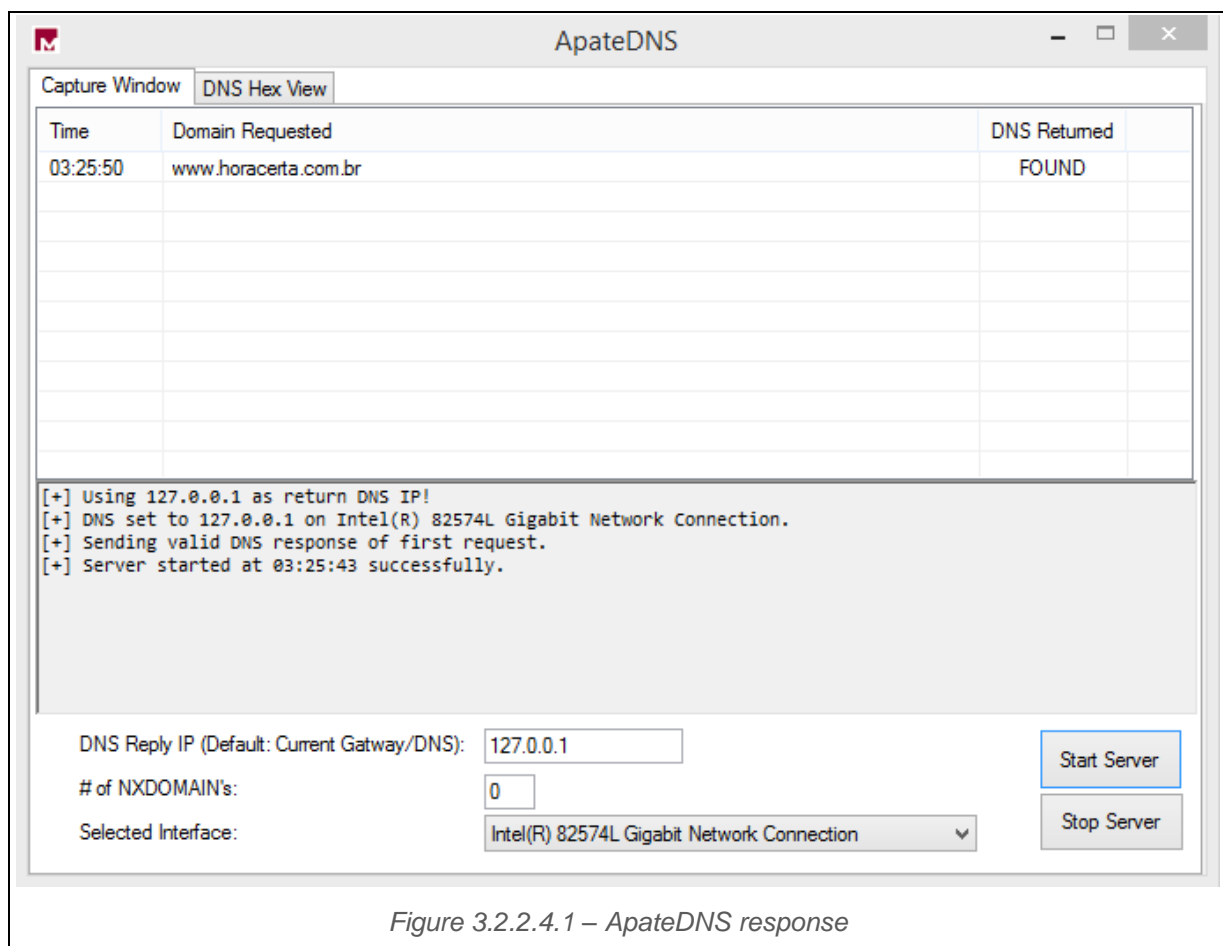 ApateDNS
Capture Window DNS Hex View
Time Domain Requested DNS Returned
03:25:50 www.horacerta.com.br FOUND
[+] Using 127.0.0.1 as return DNS IP!
[+] DNS set to 127.0.0.1 on Intel(R) 82574L Gigabit Network Connection.
[+] Sending valid DNS response of first request.
[+] Server started at 03:25:43 successfully.
DNS Reply IP (Default: Current Gatway/DNS): 127.0.0.1
Start Server
# of NXDOMAIN's: 0
Selected Interface: Intel(R) 82574L Gigabit Network Connection
Stop Server
Figure 3.2.2.4.1 – ApateDNS response